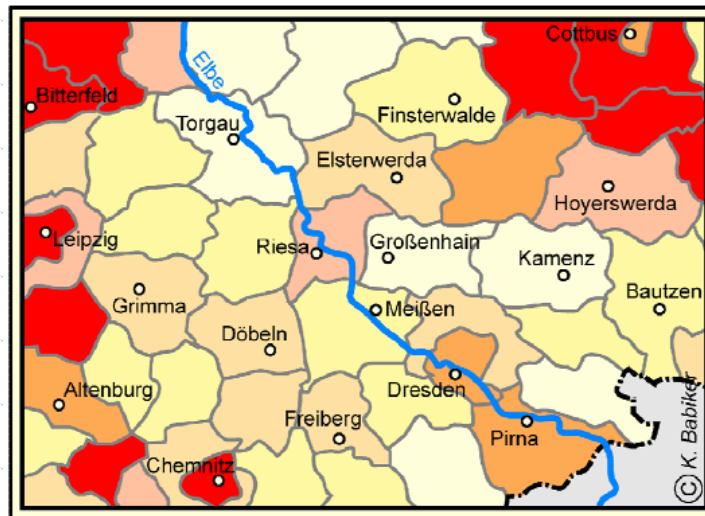 Cottbus
Elbe
Bitterfeld
Finsterwalde
Torgau
Elsterwerda
Hoyerswerda
Leipzig
Riesa
Großenhain
Kamenz
Grimma
Meißen
Bautzen
Döbeln
Dresden
Altenburg
Freiberg
Pirna
Chemnitz
© K. Babiker